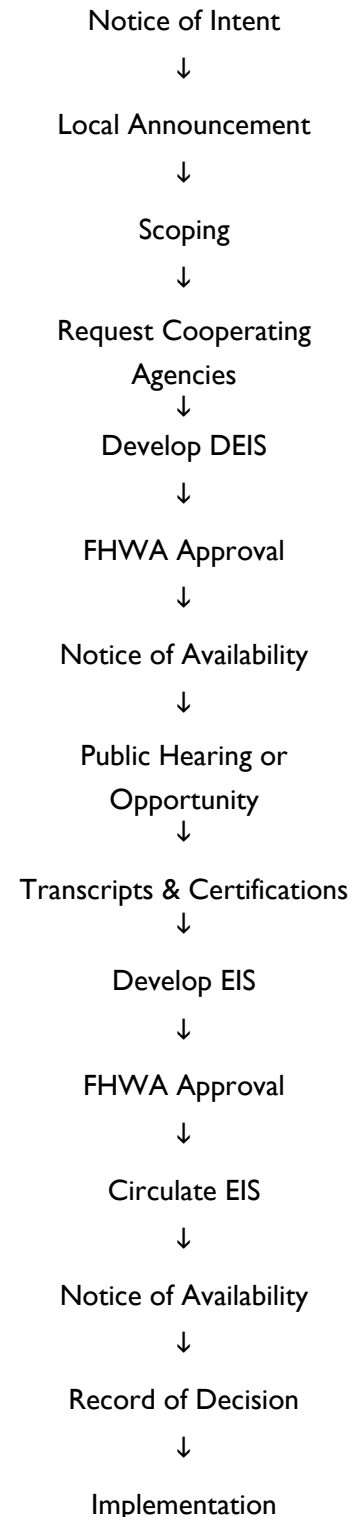 Notice of Intent
↓
Local Announcement
↓
Scoping
↓
Request Cooperating
Agencies
↓
Develop DEIS
↓
FHWA Approval
↓
Notice of Availability
↓
Public Hearing or
Opportunity
↓
Transcripts & Certifications
↓
Develop EIS
↓
FHWA Approval
↓
Circulate EIS
↓
Notice of Availability
↓
Record of Decision
↓
Implementation